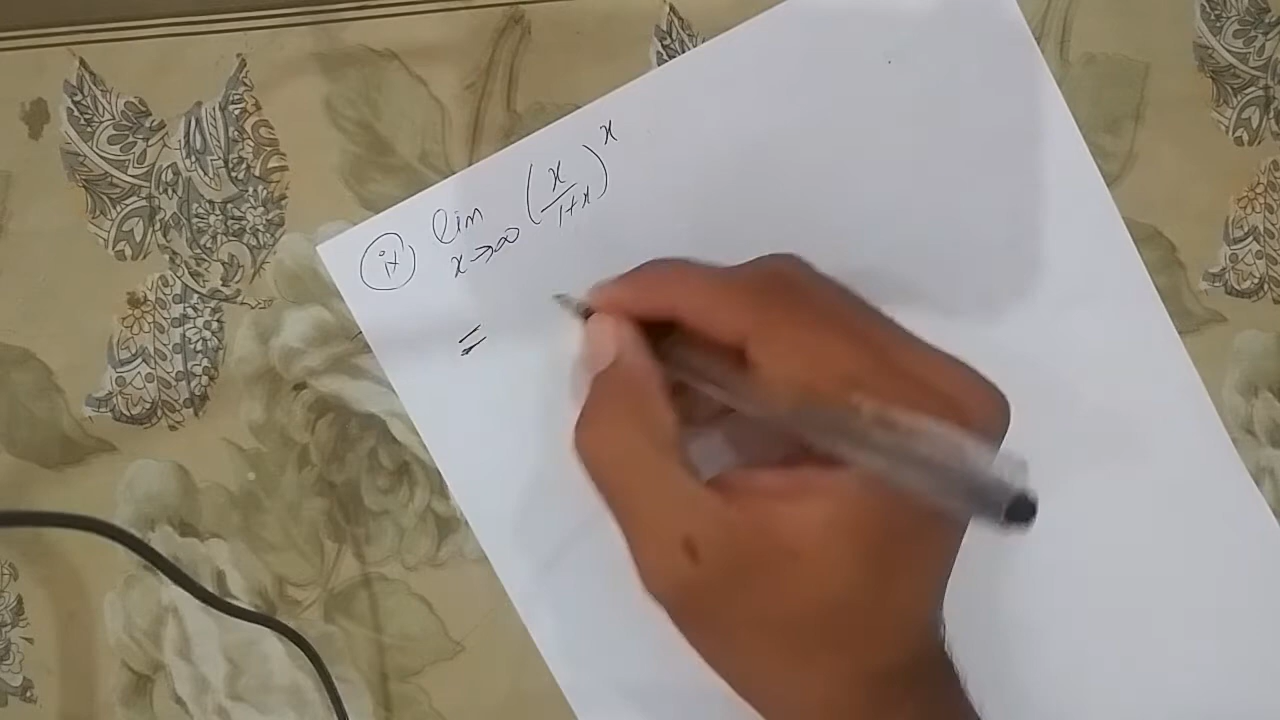 ix) lim x→∞ (x/1+x)^x
=